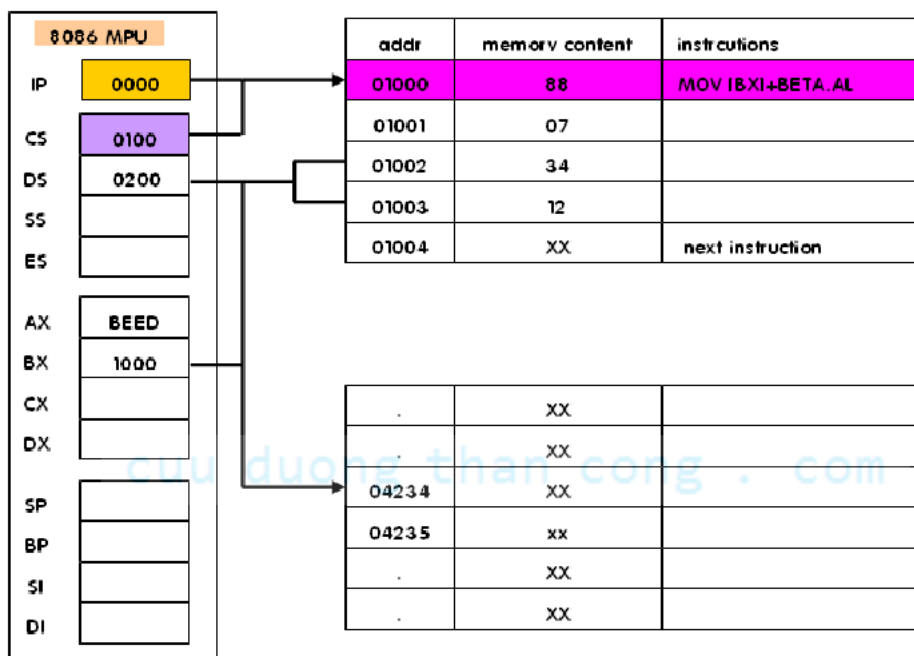 8086 MPU
IP 0000
CS 0100
DS 0200
SS
ES
AX BEED
BX 1000
CX
DX
SP
BP
SI
DI
addr memory content instrcutions
01000 88 MOV [BX]+BETA,AL
01001 07
01002 34
01003 12
01004 XX next instruction
. XX
. XX
04234 XX
04235 xx
. XX
. XX
cuu duong than cong . com